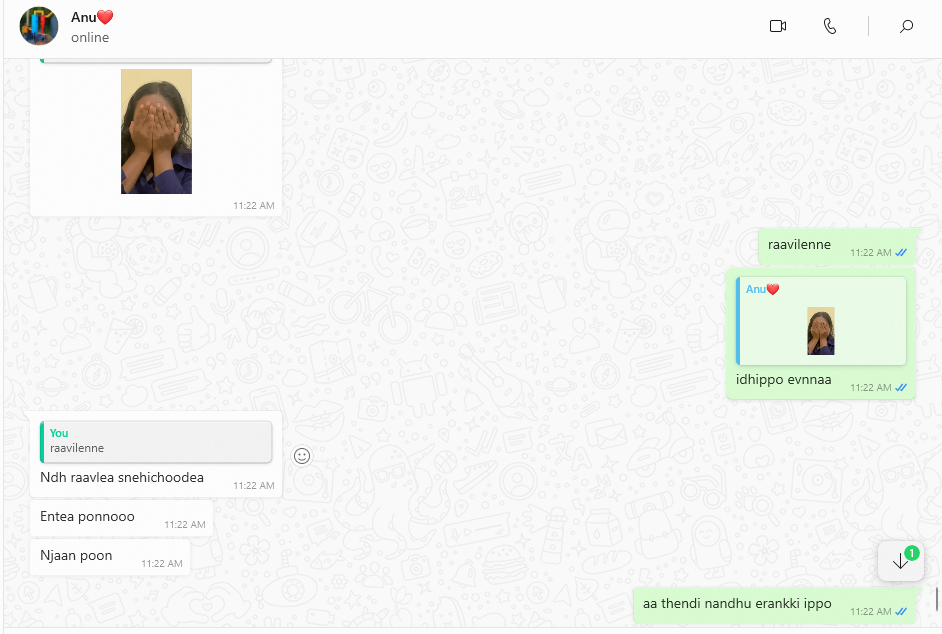 Anu❤️
online
11:22 AM
raavilenne
11:22 AM
Anu❤️
idhippo evnnaa
11:22 AM
You
raavilenne
Ndh raavlea snehichoodea
11:22 AM
Entea ponnooo
11:22 AM
Njaan poon
11:22 AM
1
aa thendi nandhu erankki ippo
11:22 AM